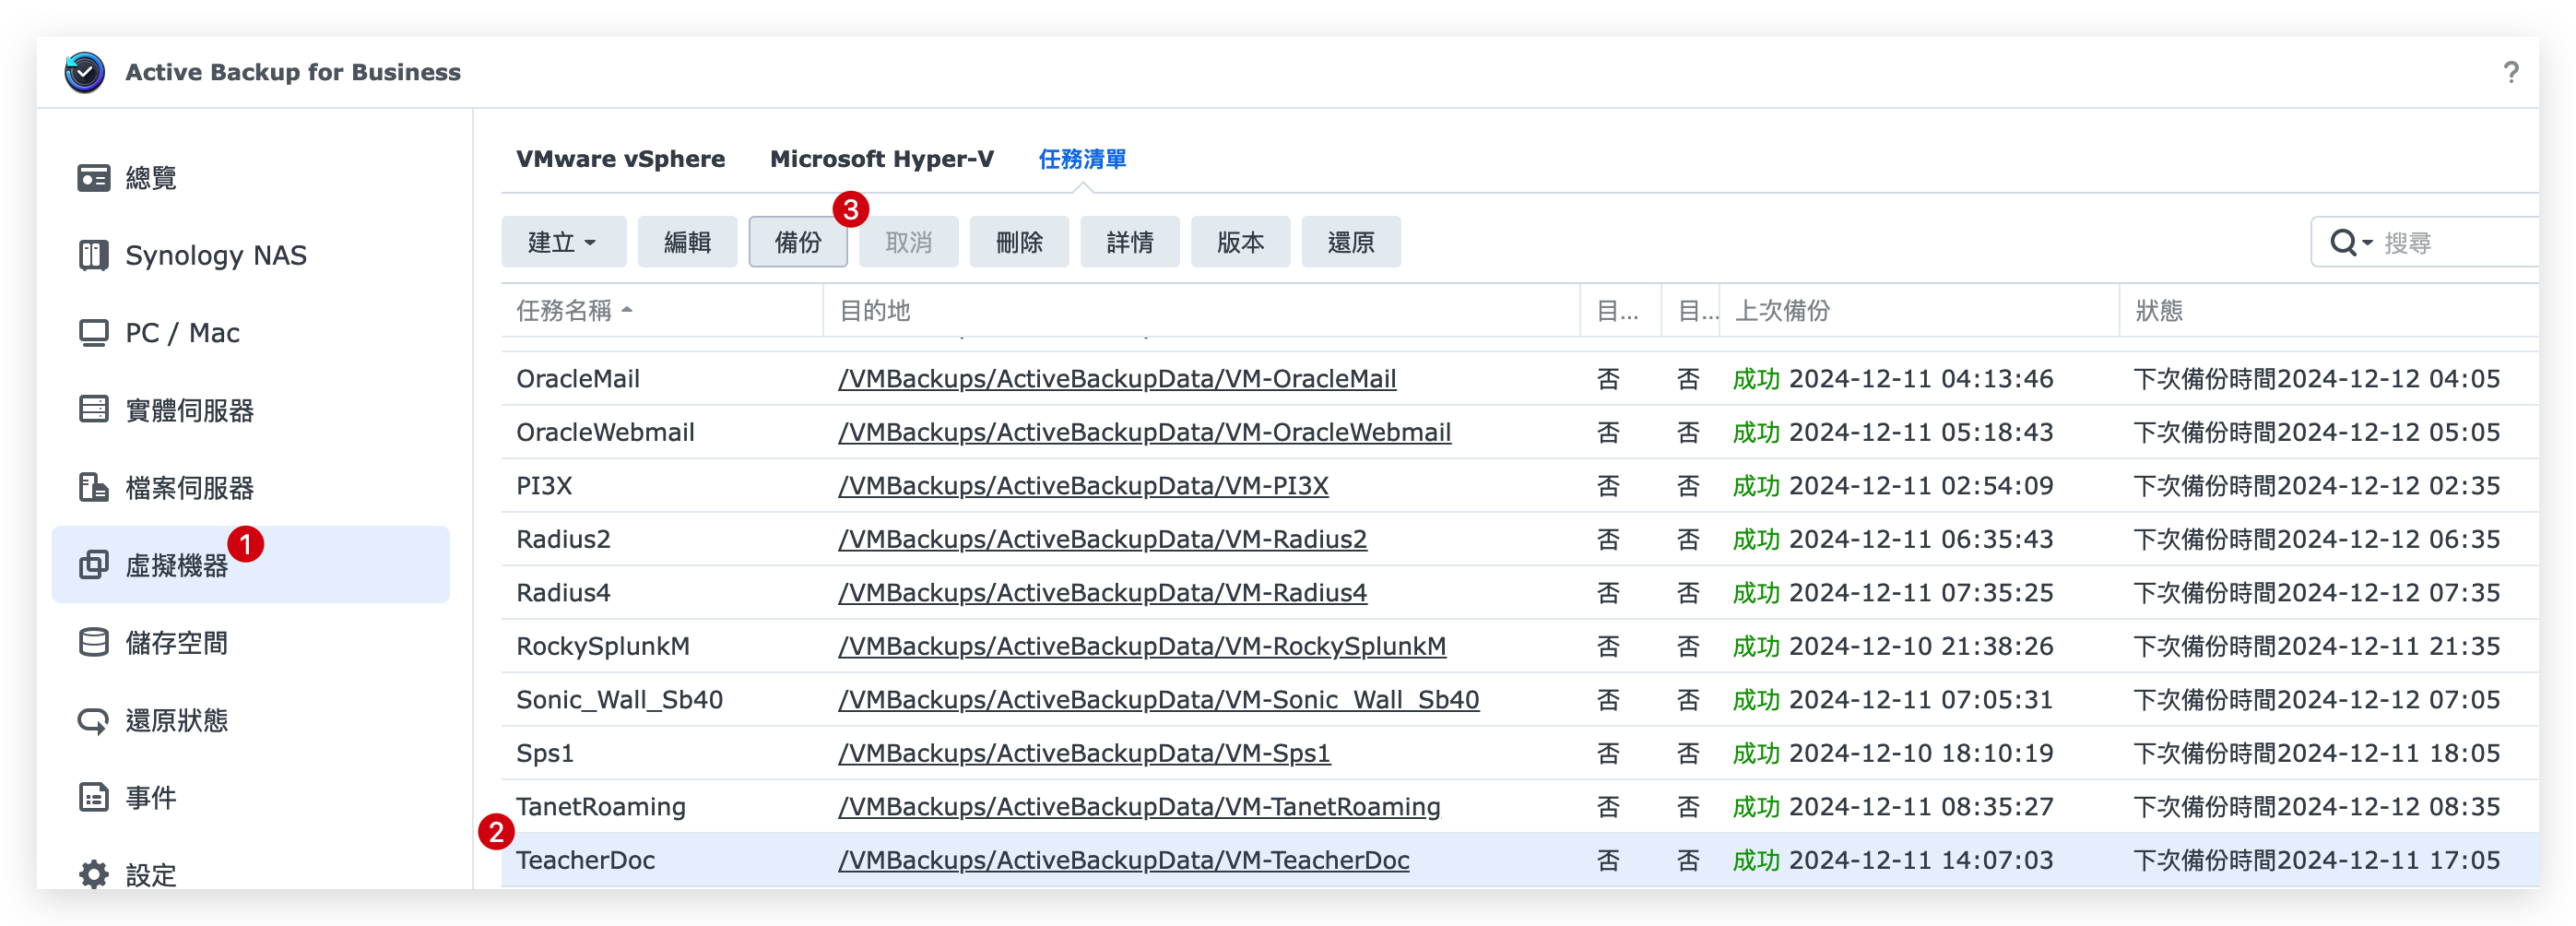 Active Backup for Business
?
總覽
Synology NAS
PC / Mac
實體伺服器
檔案伺服器
虛擬機器 1
儲存空間
還原狀態
事件
設定
VMware vSphere Microsoft Hyper-V 任務清單
3
建立 編輯 備份 取消 刪除 詳情 版本 還原 搜尋
任務名稱 目的地 目... 目... 上次備份 狀態
OracleMail /VMBackups/ActiveBackupData/VM-OracleMail 否 否 成功 2024-12-11 04:13:46 下次備份時間2024-12-12 04:05
OracleWebmail /VMBackups/ActiveBackupData/VM-OracleWebmail 否 否 成功 2024-12-11 05:18:43 下次備份時間2024-12-12 05:05
PI3X /VMBackups/ActiveBackupData/VM-PI3X 否 否 成功 2024-12-11 02:54:09 下次備份時間2024-12-12 02:35
Radius2 /VMBackups/ActiveBackupData/VM-Radius2 否 否 成功 2024-12-11 06:35:43 下次備份時間2024-12-12 06:35
Radius4 /VMBackups/ActiveBackupData/VM-Radius4 否 否 成功 2024-12-11 07:35:25 下次備份時間2024-12-12 07:35
RockySplunkM /VMBackups/ActiveBackupData/VM-RockySplunkM 否 否 成功 2024-12-10 21:38:26 下次備份時間2024-12-11 21:35
Sonic_Wall_Sb40 /VMBackups/ActiveBackupData/VM-Sonic_Wall_Sb40 否 否 成功 2024-12-11 07:05:31 下次備份時間2024-12-12 07:05
Sps1 /VMBackups/ActiveBackupData/VM-Sps1 否 否 成功 2024-12-10 18:10:19 下次備份時間2024-12-11 18:05
TanetRoaming /VMBackups/ActiveBackupData/VM-TanetRoaming 否 否 成功 2024-12-11 08:35:27 下次備份時間2024-12-12 08:35
2
TeacherDoc /VMBackups/ActiveBackupData/VM-TeacherDoc 否 否 成功 2024-12-11 14:07:03 下次備份時間2024-12-11 17:05